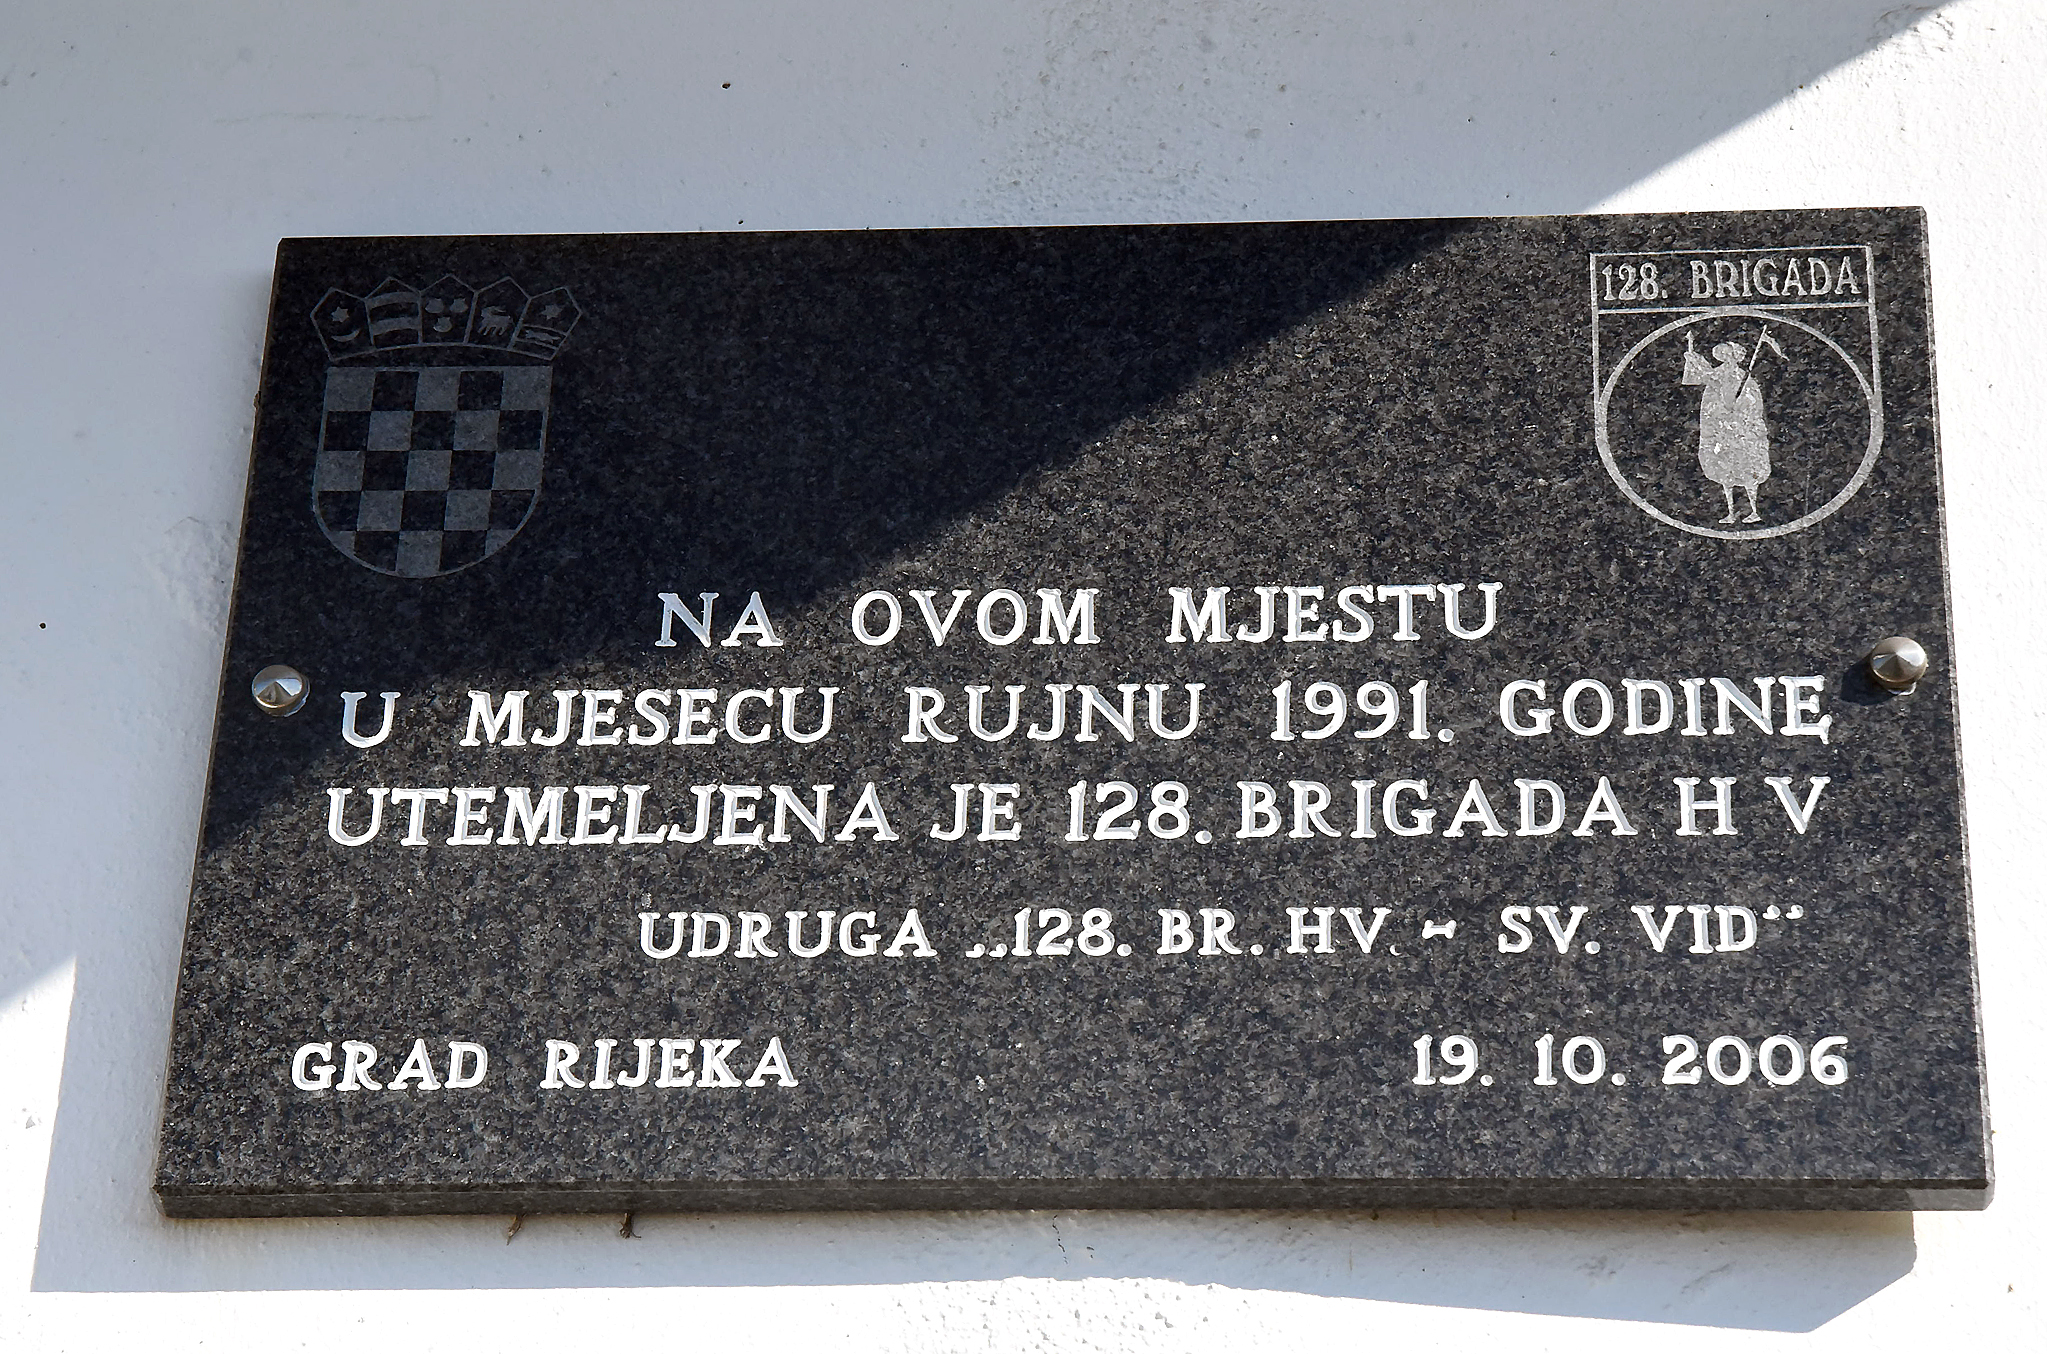 128. BRIGADA
NA OVOM MJESTU
U MJESECU RUJNU 1991. GODINE
UTEMELJENA JE 128. BRIGADA H V
UDRUGA „128. BR. HV. - SV. VID“
GRAD RIJEKA 19. 10. 2006